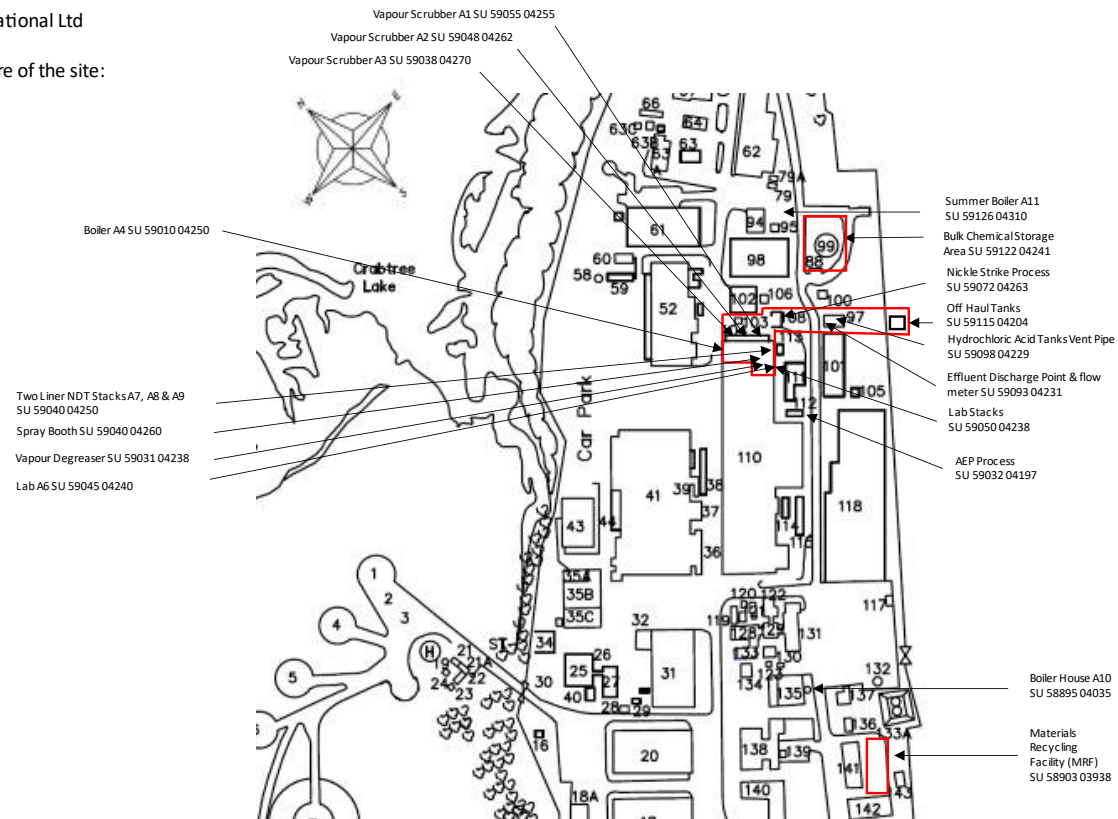 ational Ltd
re of the site:
Vapour Scrubber A1 SU 59055 04255
Vapour Scrubber A2 SU 59048 04262
Vapour Scrubber A3 SU 59038 04270
Boiler A4 SU 59010 04250
Two Liner NDT Stacks A7, A8 & A9
SU 59040 04250
Spray Booth SU 59040 04260
Vapour Degreaser SU 59031 04238
Lab A6 SU 59045 04240
Summer Boiler A11
SU 59126 04310
Bulk Chemical Storage
Area SU 59122 04241
Nickle Strike Process
SU 59072 04263
Off Haul Tanks
SU 59115 04204
Hydrochloric Acid Tanks Vent Pipe
SU 59098 04229
Effluent Discharge Point & flow
meter SU 59093 04231
Lab Stacks
SU 59050 04238
AEP Process
SU 59032 04197
Boiler House A10
SU 58895 04035
Materials
Recycling
Facility (MRF)
SU 58903 03938
N
E
S
W
Crabtree
Lake
Car Park
66
64
63C
63B
63
62
79A
79
94
95
61
60
58
59
98
99
88
52
102
106
100
103
97
113
101
111
112
105
110
118
41
39
38
37
36
43
44
114
35A
35B
35C
34
32
31
30
26
25
27
40
28
29
120
122
119
128
131
133
130
123
134
135
117
132
137
136
133A
138
139
141
142
140
20
16
18A
1
2
3
4
5
H
19
21
21A
22
23
24